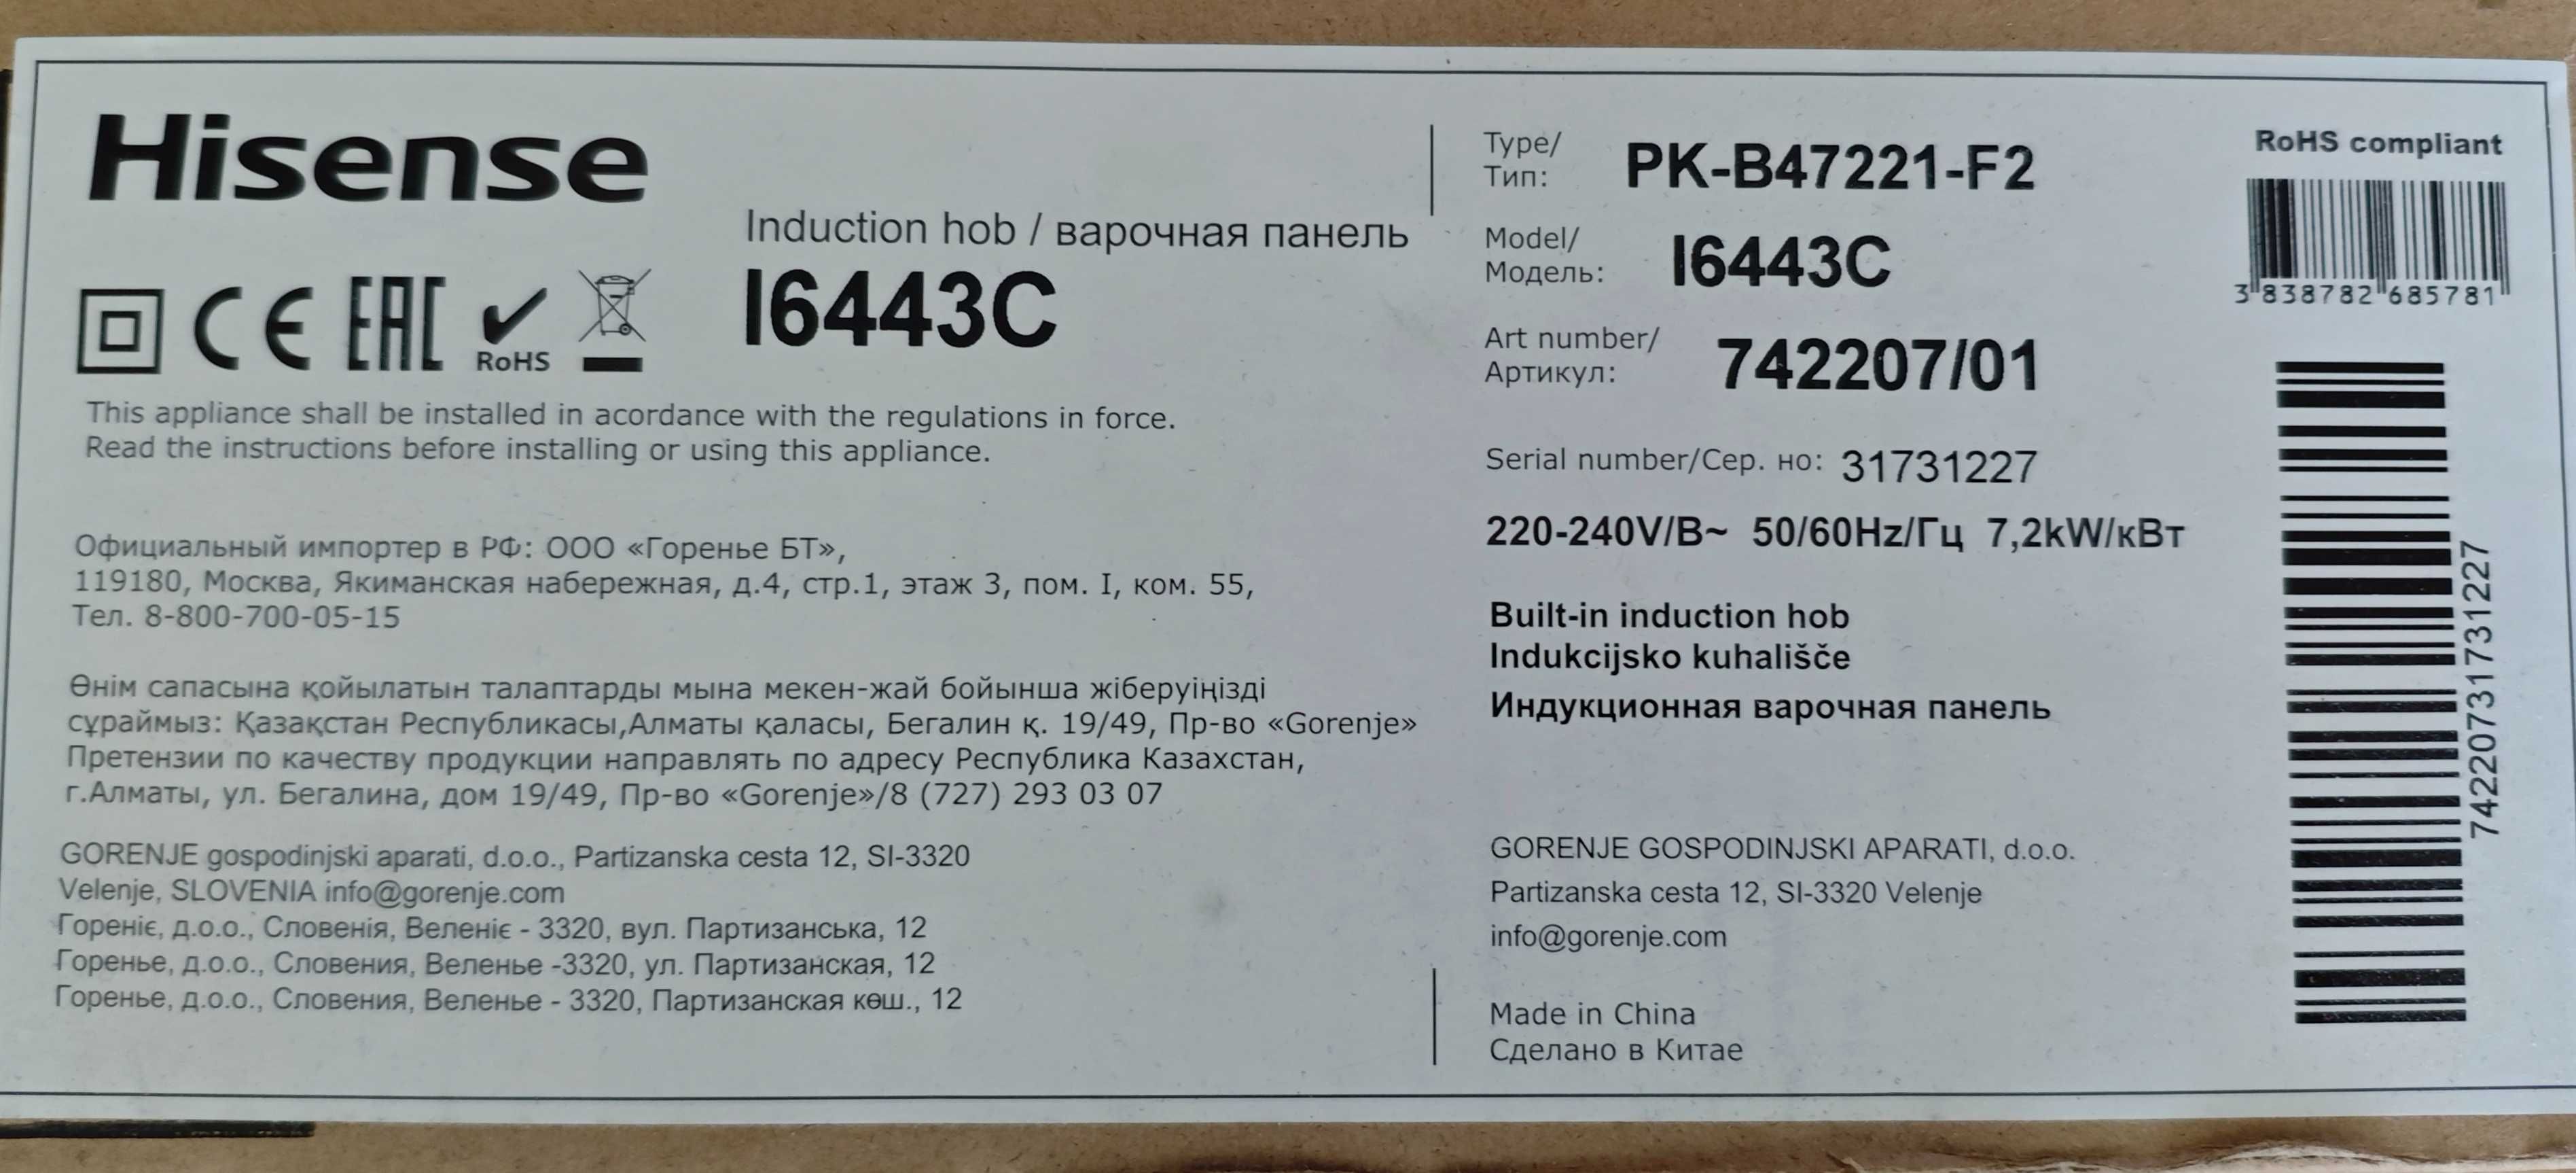 Hisense
Induction hob / варочная панель
I6443C
CE EAC RoHS
This appliance shall be installed in acordance with the regulations in force.
Read the instructions before installing or using this appliance.
Официальный импортер в РФ: ООО «Горенье БТ»,
119180, Москва, Якиманская набережная, д.4, стр.1, этаж 3, пом. I, ком. 55,
Тел. 8-800-700-05-15
Өнім сапасына қойылатын талаптарды мына мекен-жай бойынша жіберуіңізді
сұраймыз: Қазақстан Республикасы,Алматы қаласы, Бегалин қ. 19/49, Пр-во «Gorenje»
Претензии по качеству продукции направлять по адресу Республика Казахстан,
г.Алматы, ул. Бегалина, дом 19/49, Пр-во «Gorenje»/8 (727) 293 03 07
GORENJE gospodinjski aparati, d.o.o., Partizanska cesta 12, SI-3320
Velenje, SLOVENIA info@gorenje.com
Гореніє, д.о.о., Словенія, Веленіє - 3320, вул. Партизанська, 12
Горенье, д.о.о., Словения, Веленье -3320, ул. Партизанская, 12
Горенье, д.о.о., Словения, Веленье - 3320, Партизанская көш., 12
Type/
Тип:
PK-B47221-F2
Model/
Модель:
I6443C
Art number/
Артикул:
742207/01
Serial number/Сер. но: 31731227
220-240V/В~ 50/60Hz/Гц 7,2kW/кВт
Built-in induction hob
Indukcijsko kuhališče
Индукционная варочная панель
GORENJE GOSPODINJSKI APARATI, d.o.o.
Partizanska cesta 12, SI-3320 Velenje
info@gorenje.com
Made in China
Сделано в Китае
RoHS compliant
3 838782 685781
74220731731227